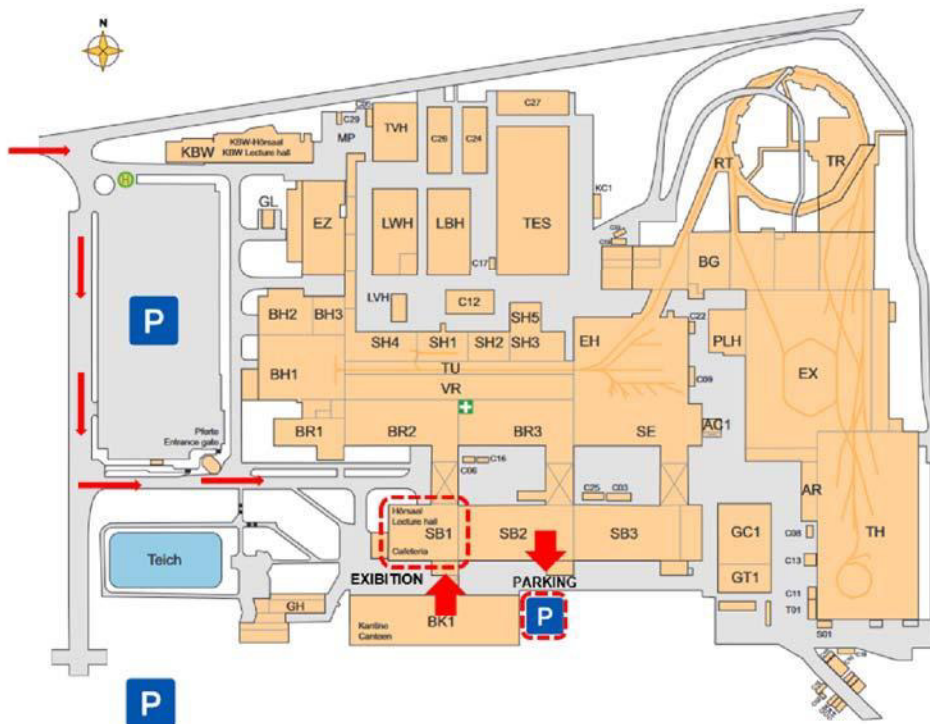 N
C27
C05
C29
MP
TVH
C26
C24
KBW
KBW-Hörsaal
KBW Lecture hall
H
RT
TR
KC1
GL
EZ
LWH
LBH
TES
C17
BG
LVH
C12
P
BH2
BH3
SH5
C22
SH4
SH1
SH2
SH3
EH
PLH
TU
EX
BH1
VR
C09
BR1
BR2
BR3
SE
AC1
Pforte
Entrance gate
C06
C16
C25
C03
AR
Hörsaal
Lecture hall
SB1
SB2
SB3
GC1
TH
C08
Cafeteria
Teich
C13
EXIBITION
PARKING
GT1
C11
T01
GH
BK1
P
Kantine
Canteen
S01
P